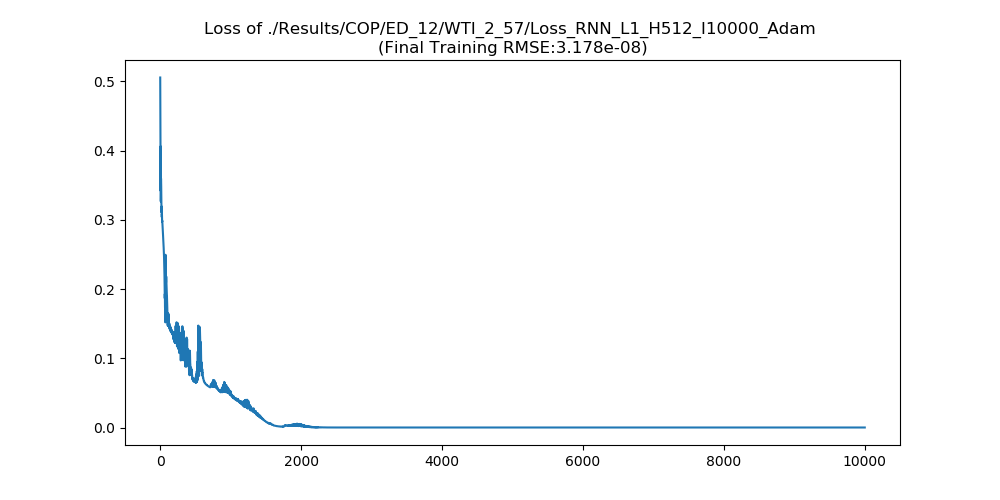 Loss of ./Results/COP/ED_12/WTI_2_57/Loss_RNN_L1_H512_I10000_Adam
(Final Training RMSE:3.178e-08)
0.5
0.4
0.3
0.2
0.1
0.0
0 2000 4000 6000 8000 10000